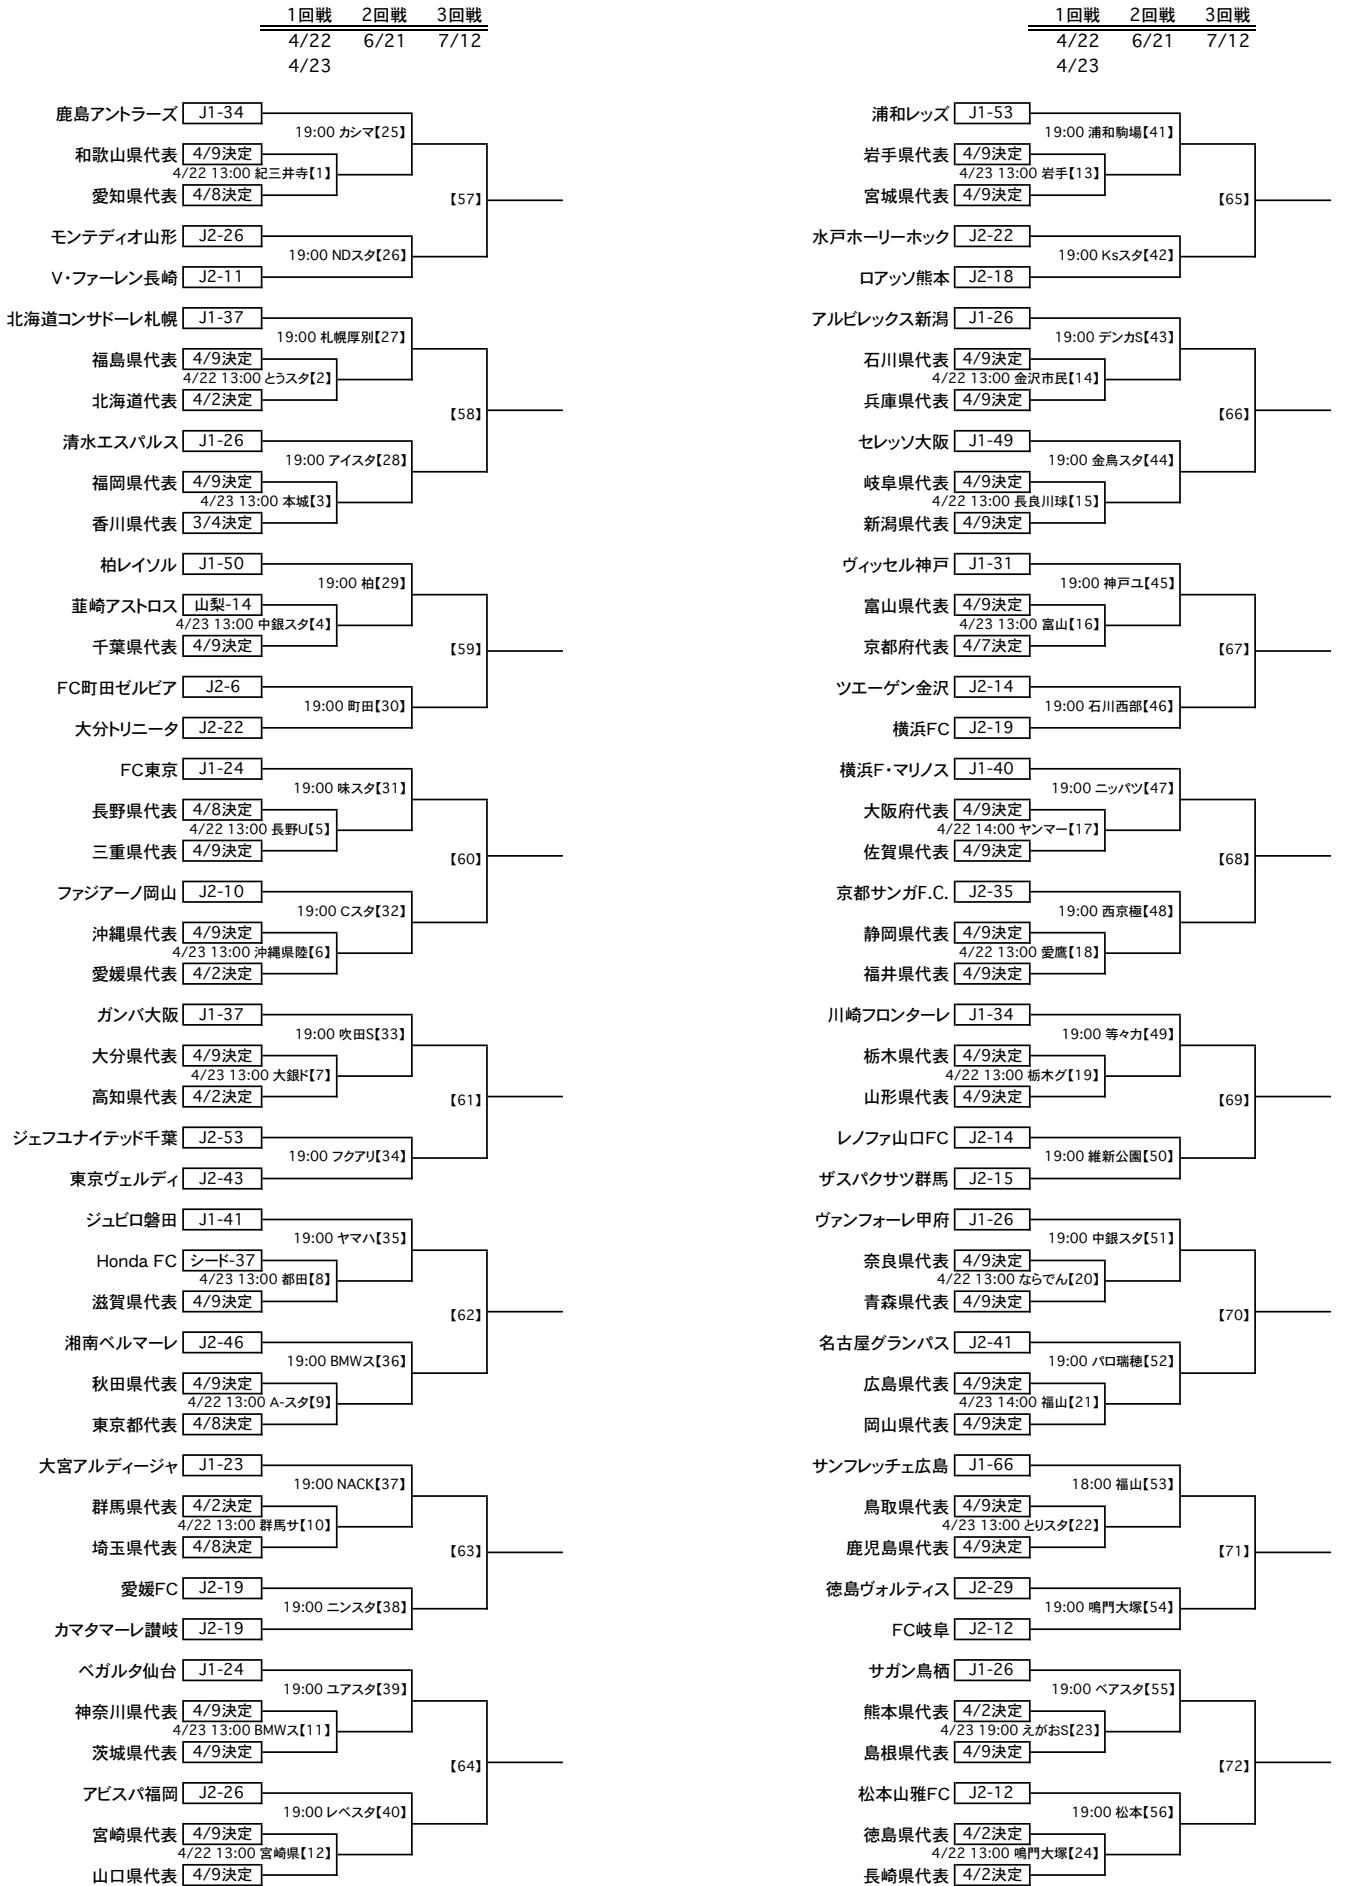 1回戦 2回戦 3回戦
4/22 6/21 7/12
4/23
鹿島アントラーズ J1-34
19:00 カシマ【25】
和歌山県代表 4/9決定
4/22 13:00 紀三井寺【1】
愛知県代表 4/8決定
【57】
モンテディオ山形 J2-26
19:00 NDスタ【26】
V・ファーレン長崎 J2-11
北海道コンサドーレ札幌 J1-37
19:00 札幌厚別【27】
福島県代表 4/9決定
4/22 13:00 とうスタ【2】
北海道代表 4/2決定
【58】
清水エスパルス J1-26
19:00 アイスタ【28】
福岡県代表 4/9決定
4/23 13:00 本城【3】
香川県代表 3/4決定
柏レイソル J1-50
19:00 柏【29】
韮崎アストロス 山梨-14
4/23 13:00 中銀スタ【4】
千葉県代表 4/9決定
【59】
FC町田ゼルビア J2-6
19:00 町田【30】
大分トリニータ J2-22
FC東京 J1-24
19:00 味スタ【31】
長野県代表 4/8決定
4/22 13:00 長野U【5】
三重県代表 4/9決定
【60】
ファジアーノ岡山 J2-10
19:00 Cスタ【32】
沖縄県代表 4/9決定
4/23 13:00 沖縄県陸【6】
愛媛県代表 4/2決定
ガンバ大阪 J1-37
19:00 吹田S【33】
大分県代表 4/9決定
4/23 13:00 大銀ド【7】
高知県代表 4/2決定
【61】
ジェフユナイテッド千葉 J2-53
19:00 フクアリ【34】
東京ヴェルディ J2-43
ジュビロ磐田 J1-41
19:00 ヤマハ【35】
Honda FC シード-37
4/23 13:00 都田【8】
滋賀県代表 4/9決定
【62】
湘南ベルマーレ J2-46
19:00 BMWス【36】
秋田県代表 4/9決定
4/22 13:00 A-スタ【9】
東京都代表 4/8決定
大宮アルディージャ J1-23
19:00 NACK【37】
群馬県代表 4/2決定
4/22 13:00 群馬サ【10】
埼玉県代表 4/8決定
【63】
愛媛FC J2-19
19:00 ニンスタ【38】
カマタマーレ讃岐 J2-19
ベガルタ仙台 J1-24
19:00 ユアスタ【39】
神奈川県代表 4/9決定
4/23 13:00 BMWス【11】
茨城県代表 4/9決定
【64】
アビスパ福岡 J2-26
19:00 レベスタ【40】
宮崎県代表 4/9決定
4/22 13:00 宮崎県【12】
山口県代表 4/9決定
1回戦 2回戦 3回戦
4/22 6/21 7/12
4/23
浦和レッズ J1-53
19:00 浦和駒場【41】
岩手県代表 4/9決定
4/23 13:00 岩手【13】
宮城県代表 4/9決定
【65】
水戸ホーリーホック J2-22
19:00 Ksスタ【42】
ロアッソ熊本 J2-18
アルビレックス新潟 J1-26
19:00 デンカS【43】
石川県代表 4/9決定
4/22 13:00 金沢市民【14】
兵庫県代表 4/9決定
【66】
セレッソ大阪 J1-49
19:00 金鳥スタ【44】
岐阜県代表 4/9決定
4/22 13:00 長良川球【15】
新潟県代表 4/9決定
ヴィッセル神戸 J1-31
19:00 神戸ユ【45】
富山県代表 4/9決定
4/23 13:00 富山【16】
京都府代表 4/7決定
【67】
ツエーゲン金沢 J2-14
19:00 石川西部【46】
横浜FC J2-19
横浜F・マリノス J1-40
19:00 ニッパツ【47】
大阪府代表 4/9決定
4/22 14:00 ヤンマー【17】
佐賀県代表 4/9決定
【68】
京都サンガF.C. J2-35
19:00 西京極【48】
静岡県代表 4/9決定
4/22 13:00 愛鷹【18】
福井県代表 4/9決定
川崎フロンターレ J1-34
19:00 等々力【49】
栃木県代表 4/9決定
4/22 13:00 栃木グ【19】
山形県代表 4/9決定
【69】
レノファ山口FC J2-14
19:00 維新公園【50】
ザスパクサツ群馬 J2-15
ヴァンフォーレ甲府 J1-26
19:00 中銀スタ【51】
奈良県代表 4/9決定
4/22 13:00 ならでん【20】
青森県代表 4/9決定
【70】
名古屋グランパス J2-41
19:00 パロ瑞穂【52】
広島県代表 4/9決定
4/23 14:00 福山【21】
岡山県代表 4/9決定
サンフレッチェ広島 J1-66
18:00 福山【53】
鳥取県代表 4/9決定
4/23 13:00 とりスタ【22】
鹿児島県代表 4/9決定
【71】
徳島ヴォルティス J2-29
19:00 鳴門大塚【54】
FC岐阜 J2-12
サガン鳥栖 J1-26
19:00 ベアスタ【55】
熊本県代表 4/2決定
4/23 19:00 えがおS【23】
島根県代表 4/9決定
【72】
松本山雅FC J2-12
19:00 松本【56】
徳島県代表 4/2決定
4/22 13:00 鳴門大塚【24】
長崎県代表 4/2決定